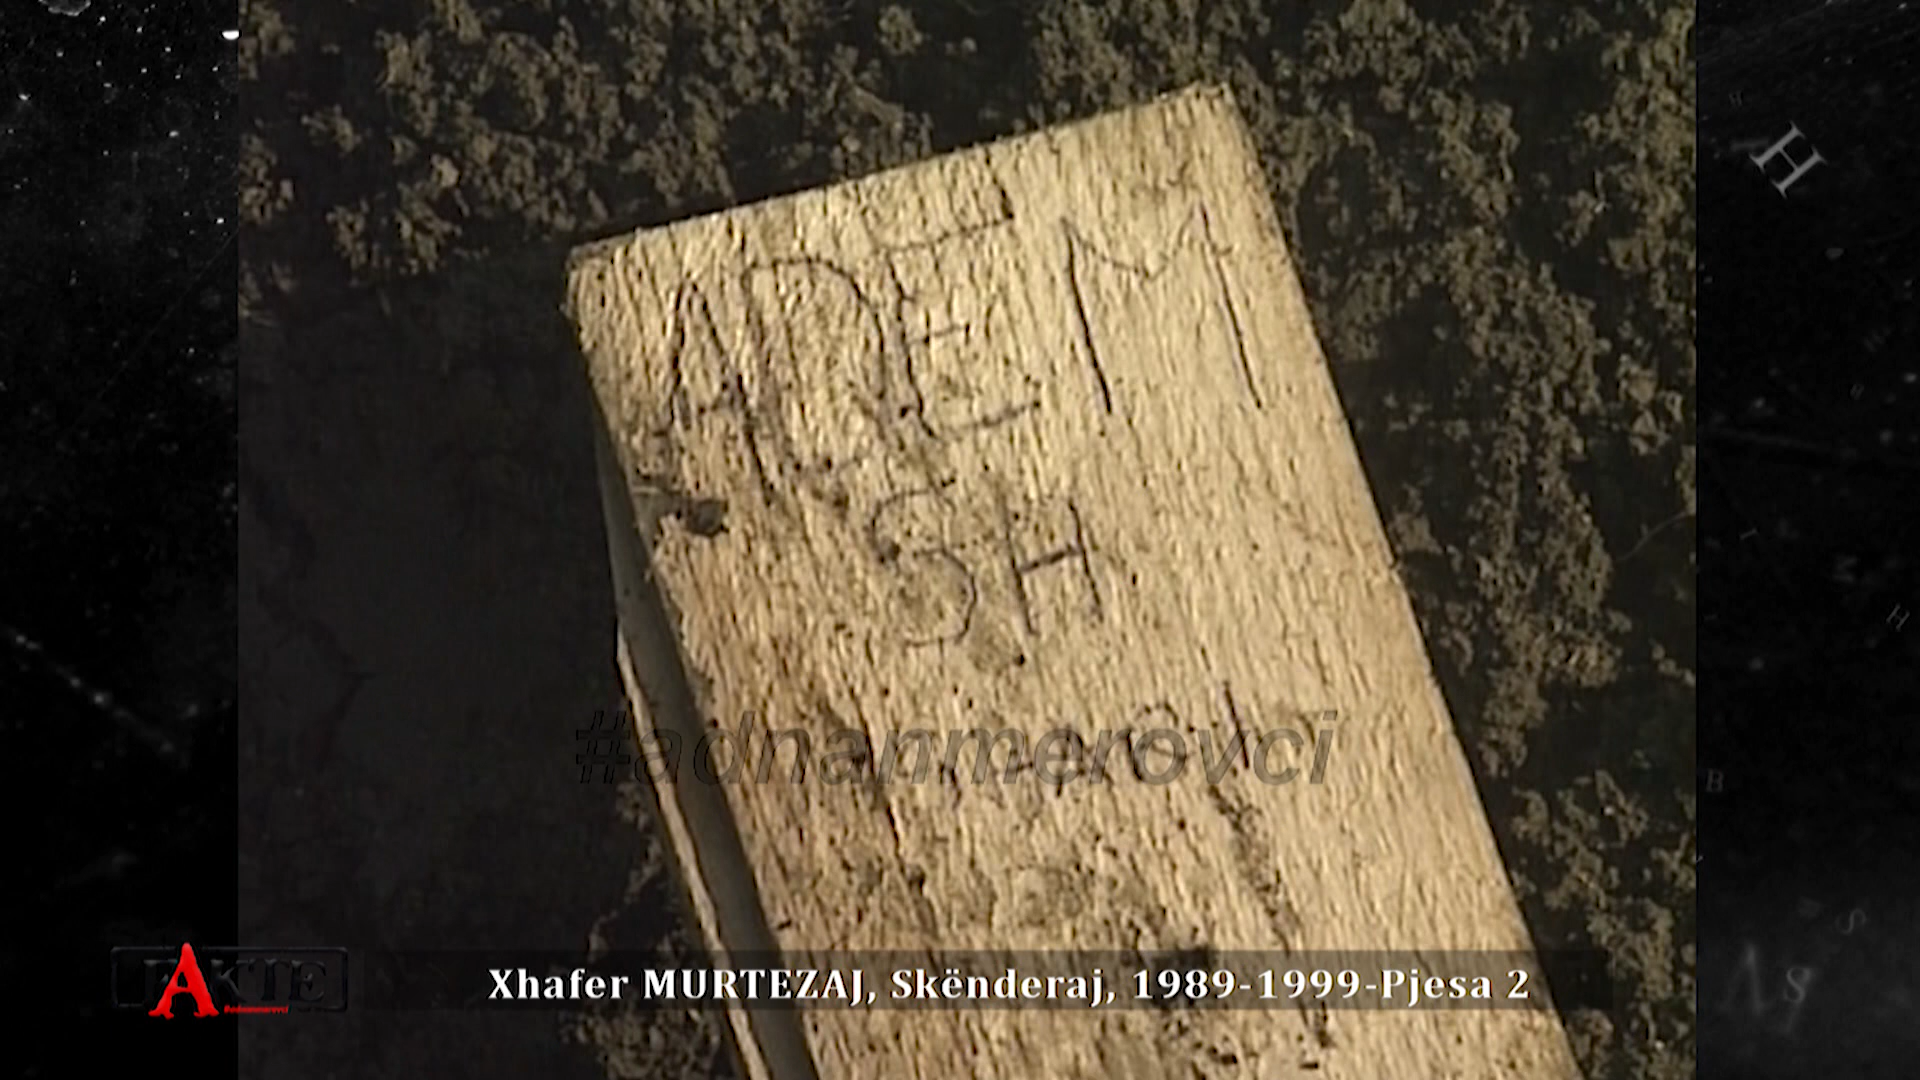 ADEM
SH
#adnanmerovci
FAKTE
Xhafer MURTEZAJ, Skënderaj, 1989-1999-Pjesa 2